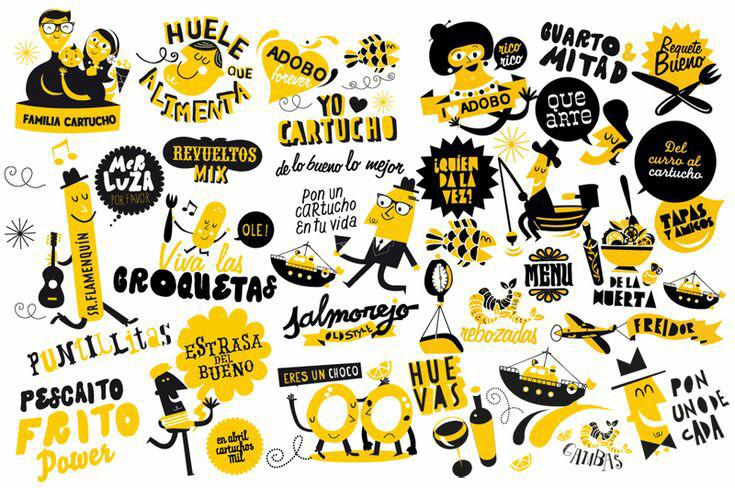 FAMILIA CARTUCHO
HUELE
QUE
ALIMENTA
ADOBO
forever
YO
CARTUCHO
de lo bueno lo mejor
rico
rico
I ADOBO
CUARTO &
MITAD
Requete
Bueno
QUE
ARTE
MER
LUZA
POR FAVOR
REVUELTOS
MIX
PON UN
CARTUCHO
EN TU VIDA
¿QUIÉN
DA LA
VEZ?
Del
curro al
cartucho
SR. FLAMENQUÍN
OLE!
Viva las
CROQUETAS
TAPAS
Y AMIGOS
MENU
DE LA
HUERTA
salmorejo
OLD STYLE
rebozadas
FREIDOR
PUNTILLITAS
ESTRASA
DEL
BUENO
PESCAITO
FRITO
Power
en abril
cartuchos
mil
ERES UN CHOCO
HUE
VAS
GAMBAS
PON
UNO DE
CADA